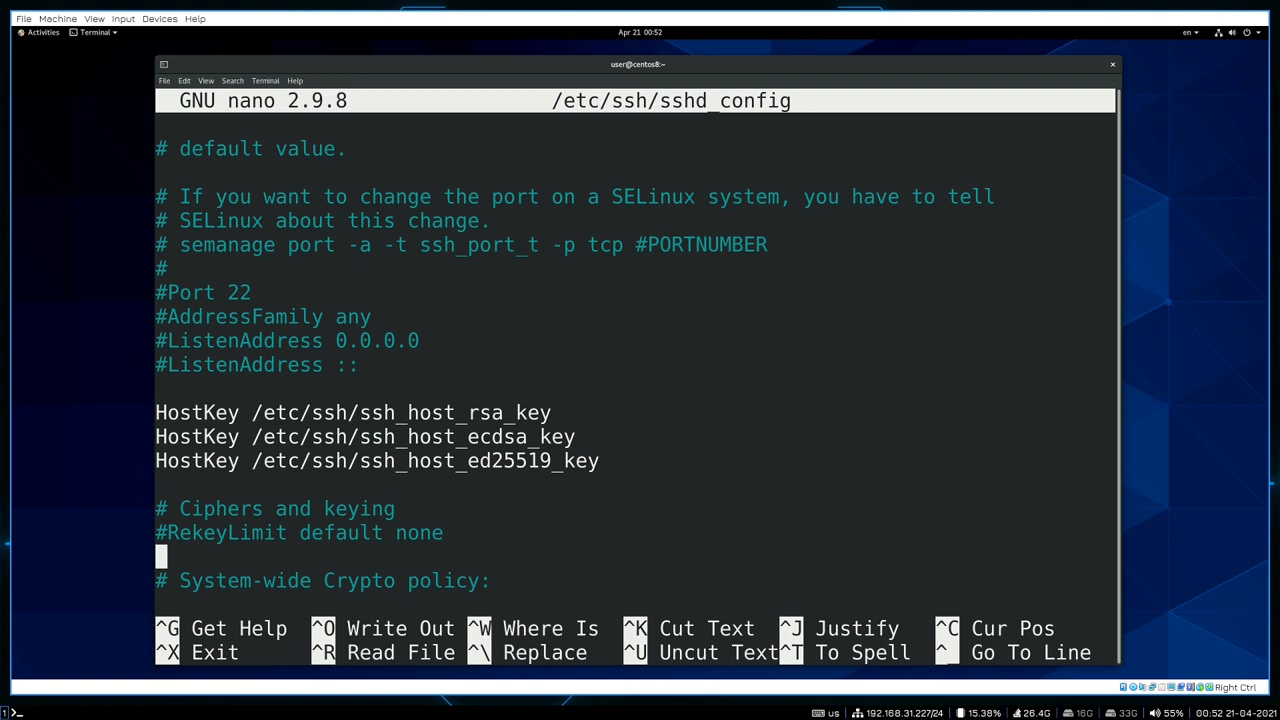 File Machine View Input Devices Help
Activities Terminal Apr 21 00:52 en
user@centos8:~
File Edit View Search Terminal Help
GNU nano 2.9.8 /etc/ssh/sshd_config
# default value.
# If you want to change the port on a SELinux system, you have to tell
# SELinux about this change.
# semanage port -a -t ssh_port_t -p tcp #PORTNUMBER
#
#Port 22
#AddressFamily any
#ListenAddress 0.0.0.0
#ListenAddress ::
HostKey /etc/ssh/ssh_host_rsa_key
HostKey /etc/ssh/ssh_host_ecdsa_key
HostKey /etc/ssh/ssh_host_ed25519_key
# Ciphers and keying
#RekeyLimit default none
# System-wide Crypto policy:
^G Get Help ^O Write Out ^W Where Is ^K Cut Text ^J Justify ^C Cur Pos
^X Exit ^R Read File ^\ Replace ^U Uncut Text ^T To Spell ^_ Go To Line
Right Ctrl
1 us 192.168.31.227/24 15.38% 26.4G 16G 33G 55% 00:52 21-04-2021